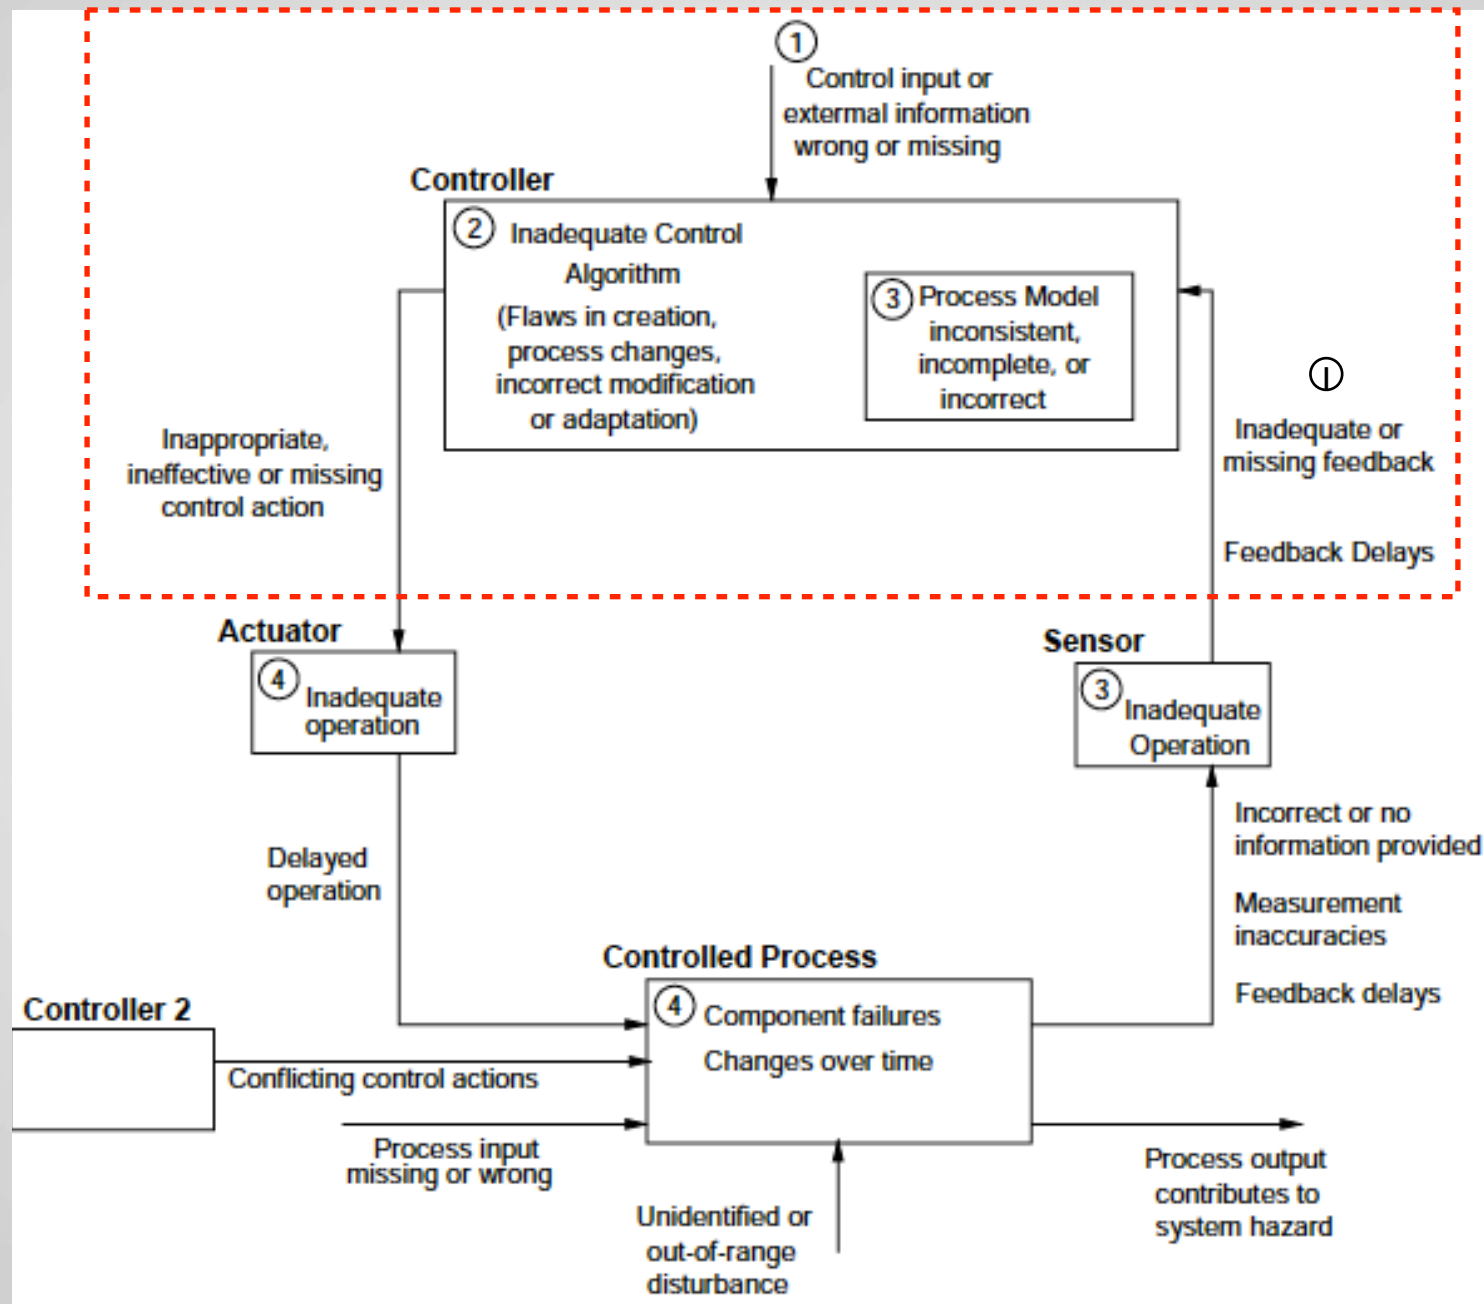 1
Control input or
extermal information
wrong or missing
Controller
2 Inadequate Control
Algorithm
(Flaws in creation,
process changes,
incorrect modification
or adaptation)
3 Process Model
inconsistent,
incomplete, or
incorrect
Inappropriate,
ineffective or missing
control action
Inadequate or
missing feedback
Feedback Delays
Actuator
4 Inadequate
operation
Sensor
3 Inadequate
Operation
Delayed
operation
Incorrect or no
information provided
Measurement
inaccuracies
Feedback delays
Controlled Process
4 Component failures
Changes over time
Controller 2
Conflicting control actions
Process input
missing or wrong
Unidentified or
out-of-range
disturbance
Process output
contributes to
system hazard